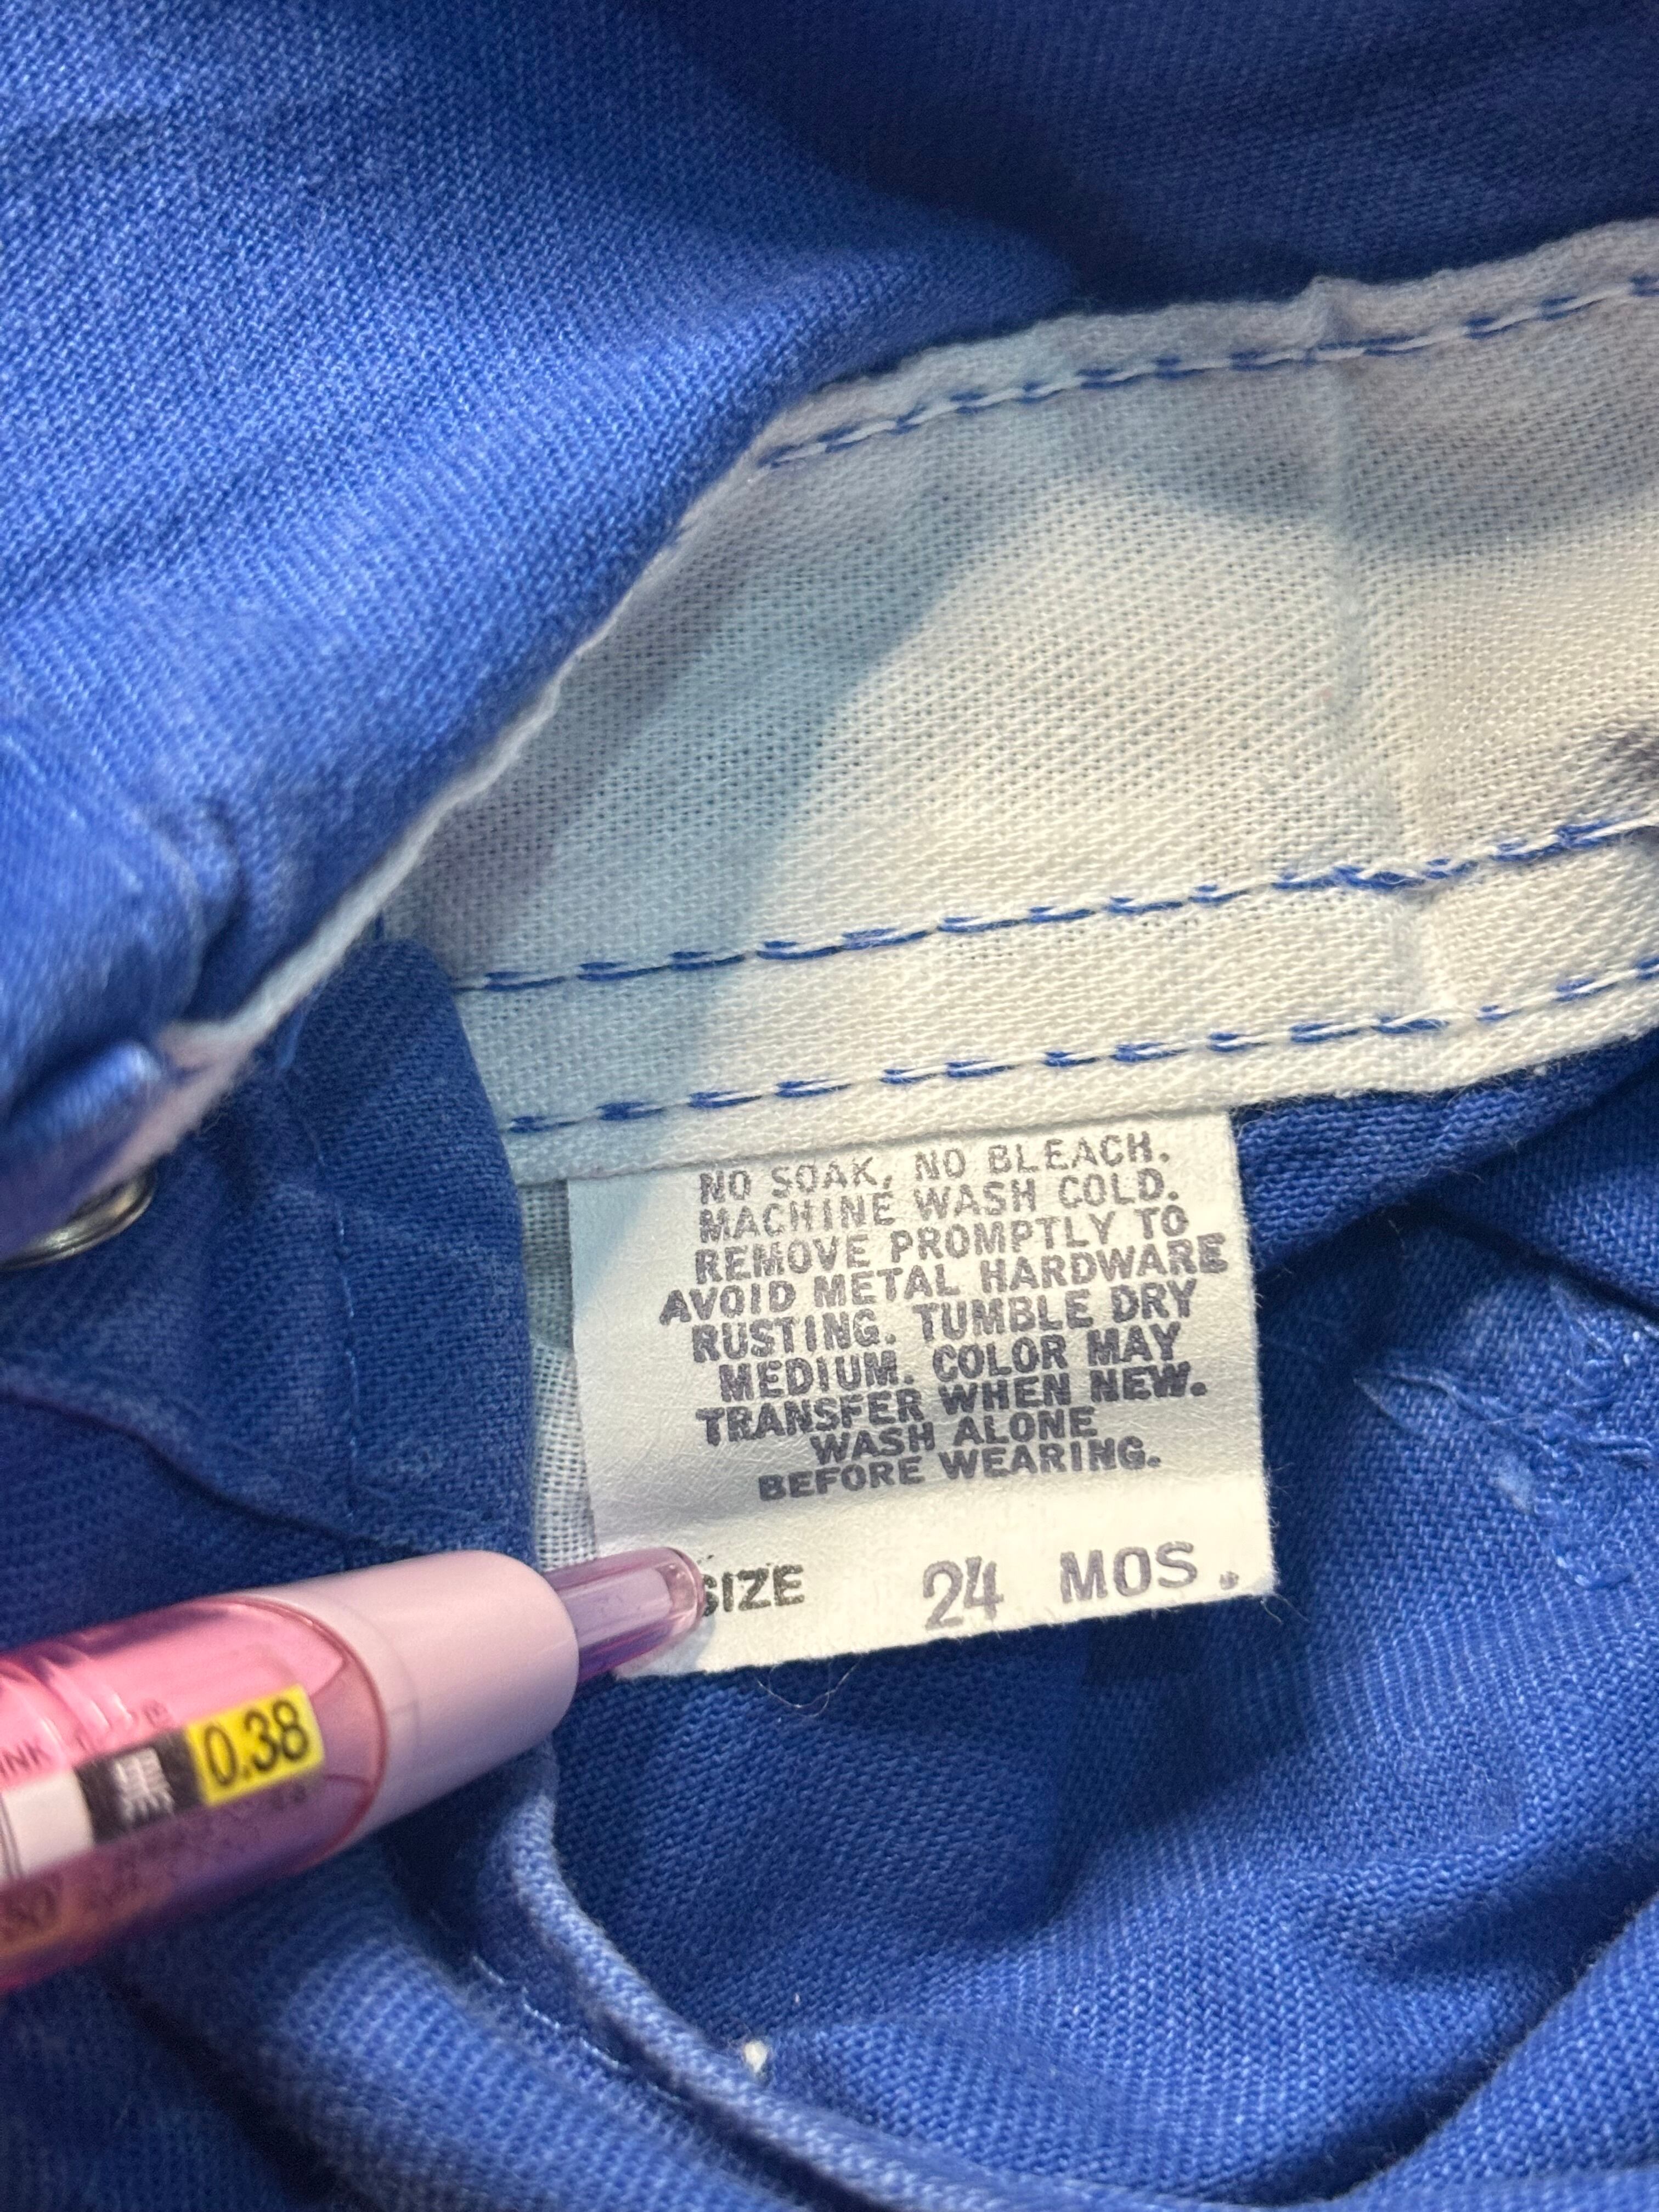 NO SOAK, NO BLEACH.
MACHINE WASH COLD.
REMOVE PROMPTLY TO
AVOID METAL HARDWARE
RUSTING. TUMBLE DRY
MEDIUM. COLOR MAY
TRANSFER WHEN NEW.
WASH ALONE
BEFORE WEARING.
SIZE 24 MOS.
INK
黒 0.38